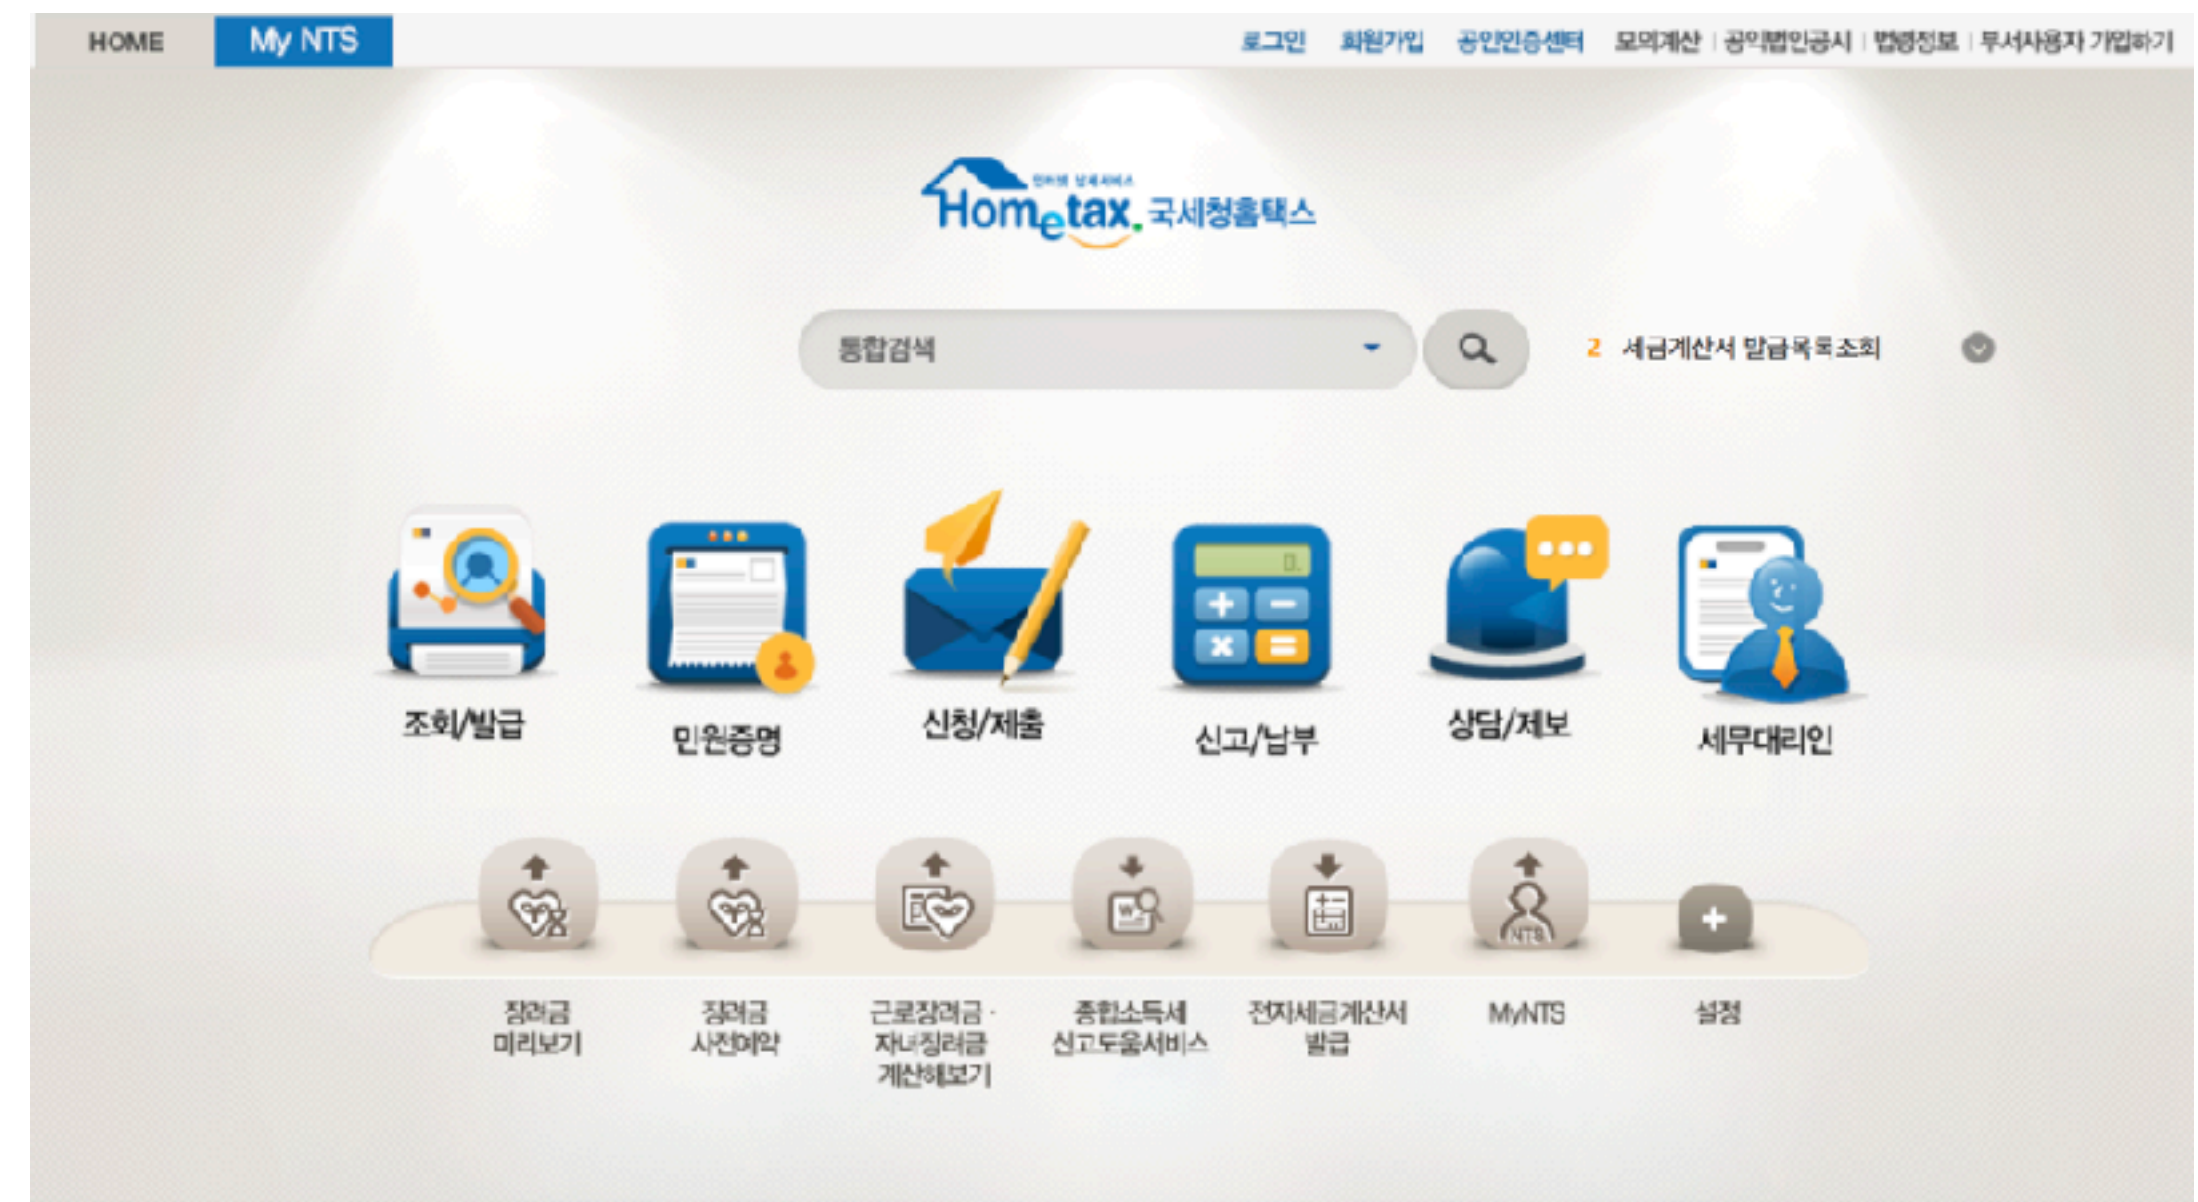 HOME
My NTS
로그인 회원가입 공인인증센터 모의계산 | 공익법인공시 | 법령정보 | 부서사용자 가입하기
Hometax. 국세청홈택스
통합검색
2 세금계산서 발급목록조회
조회/발급
민원증명
신청/제출
신고/납부
상담/제보
세무대리인
NTS
장려금
미리보기
장려금
사전예약
근로장려금 ·
자녀장려금
계산해보기
종합소득세
신고도움서비스
전자세금계산서
발급
MyNTS
설정